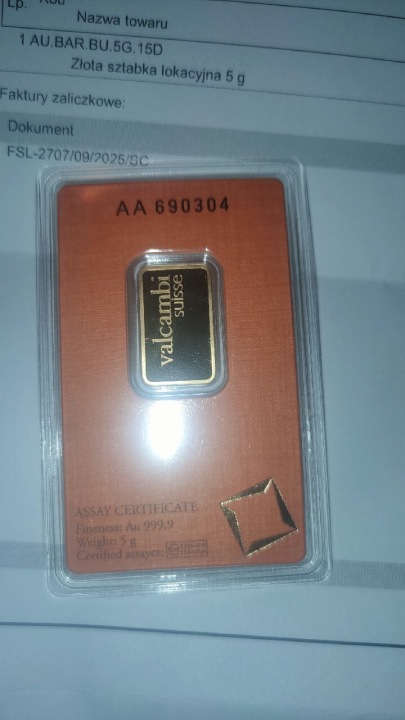 Lp.
Nazwa towaru
1 AU.BAR.BU.5G.15D
Złota sztabka lokacyjna 5 g
Faktury zaliczkowe:
Dokument
FSL-2707/09/2025/SC
AA 690304
valcambi
suisse
ASSAY CERTIFICATE
Fineness: Au 999,9
Weight: 5 g
Certified assayer: